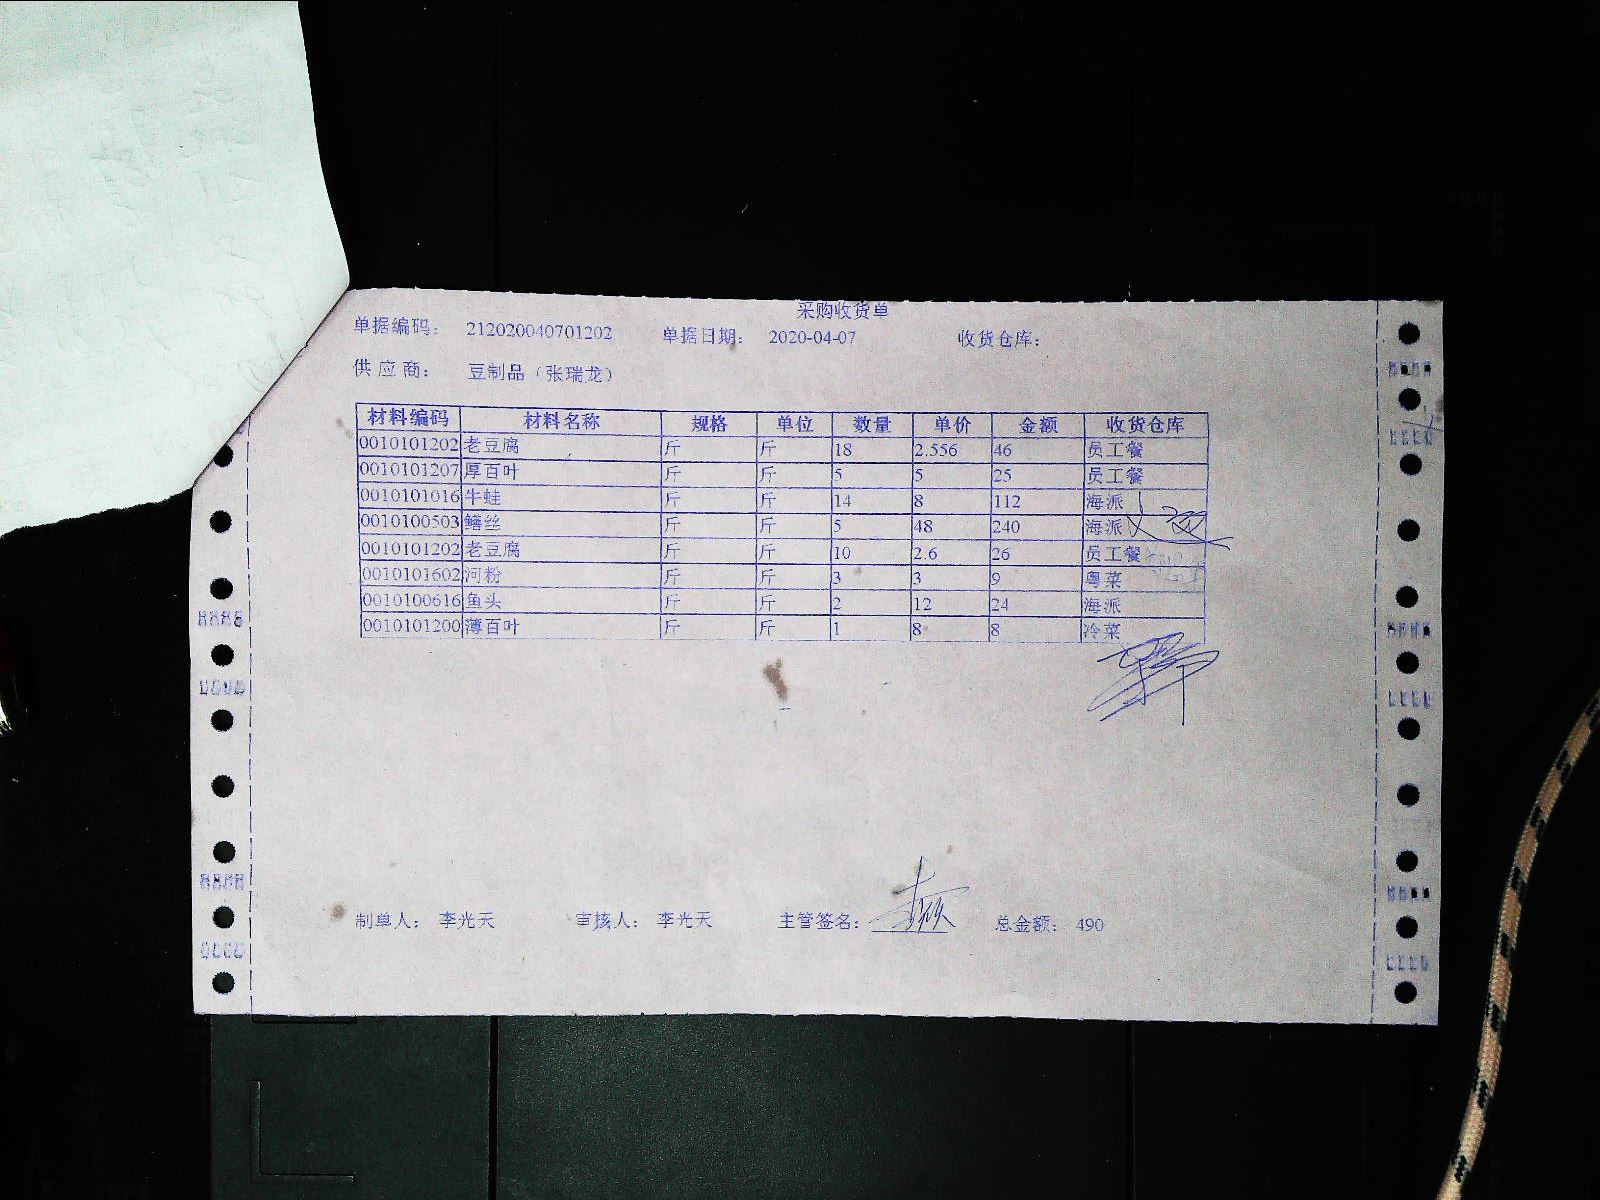 采购收货单
单据编码： 212020040701202 单据日期： 2020-04-07 收货仓库：
供应商： 豆制品（张瑞龙）
材料编码 材料名称 规格 单位 数量 单价 金额 收货仓库
0010101202 老豆腐 斤 斤 18 2.556 46 员工餐
0010101207 厚百叶 斤 斤 5 5 25 员工餐
0010101016 牛蛙 斤 斤 14 8 112 海派
0010100503 鳝丝 斤 斤 5 48 240 海派
0010101202 老豆腐 斤 斤 10 2.6 26 员工餐
0010101602 河粉 斤 斤 3 3 9 粤菜
0010100616 鱼头 斤 斤 2 12 24 海派
0010101200 薄百叶 斤 斤 1 8 8 冷菜
制单人： 李光天 审核人： 李光天 主管签名： 总金额： 490